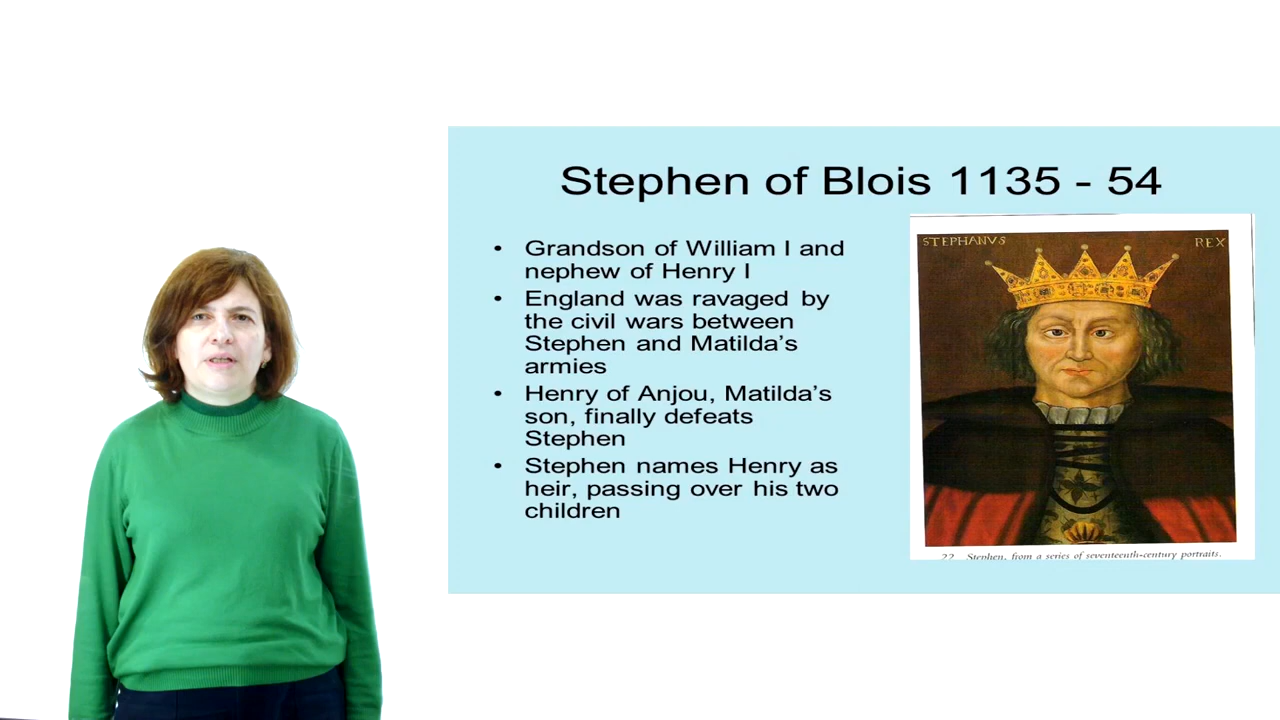 Stephen of Blois 1135 - 54
• Grandson of William I and
nephew of Henry I
• England was ravaged by
the civil wars between
Stephen and Matilda's
armies
• Henry of Anjou, Matilda's
son, finally defeats
Stephen
• Stephen names Henry as
heir, passing over his two
children
STEPHANVS REX
22 Stephen, from a series of seventeenth-century portraits.